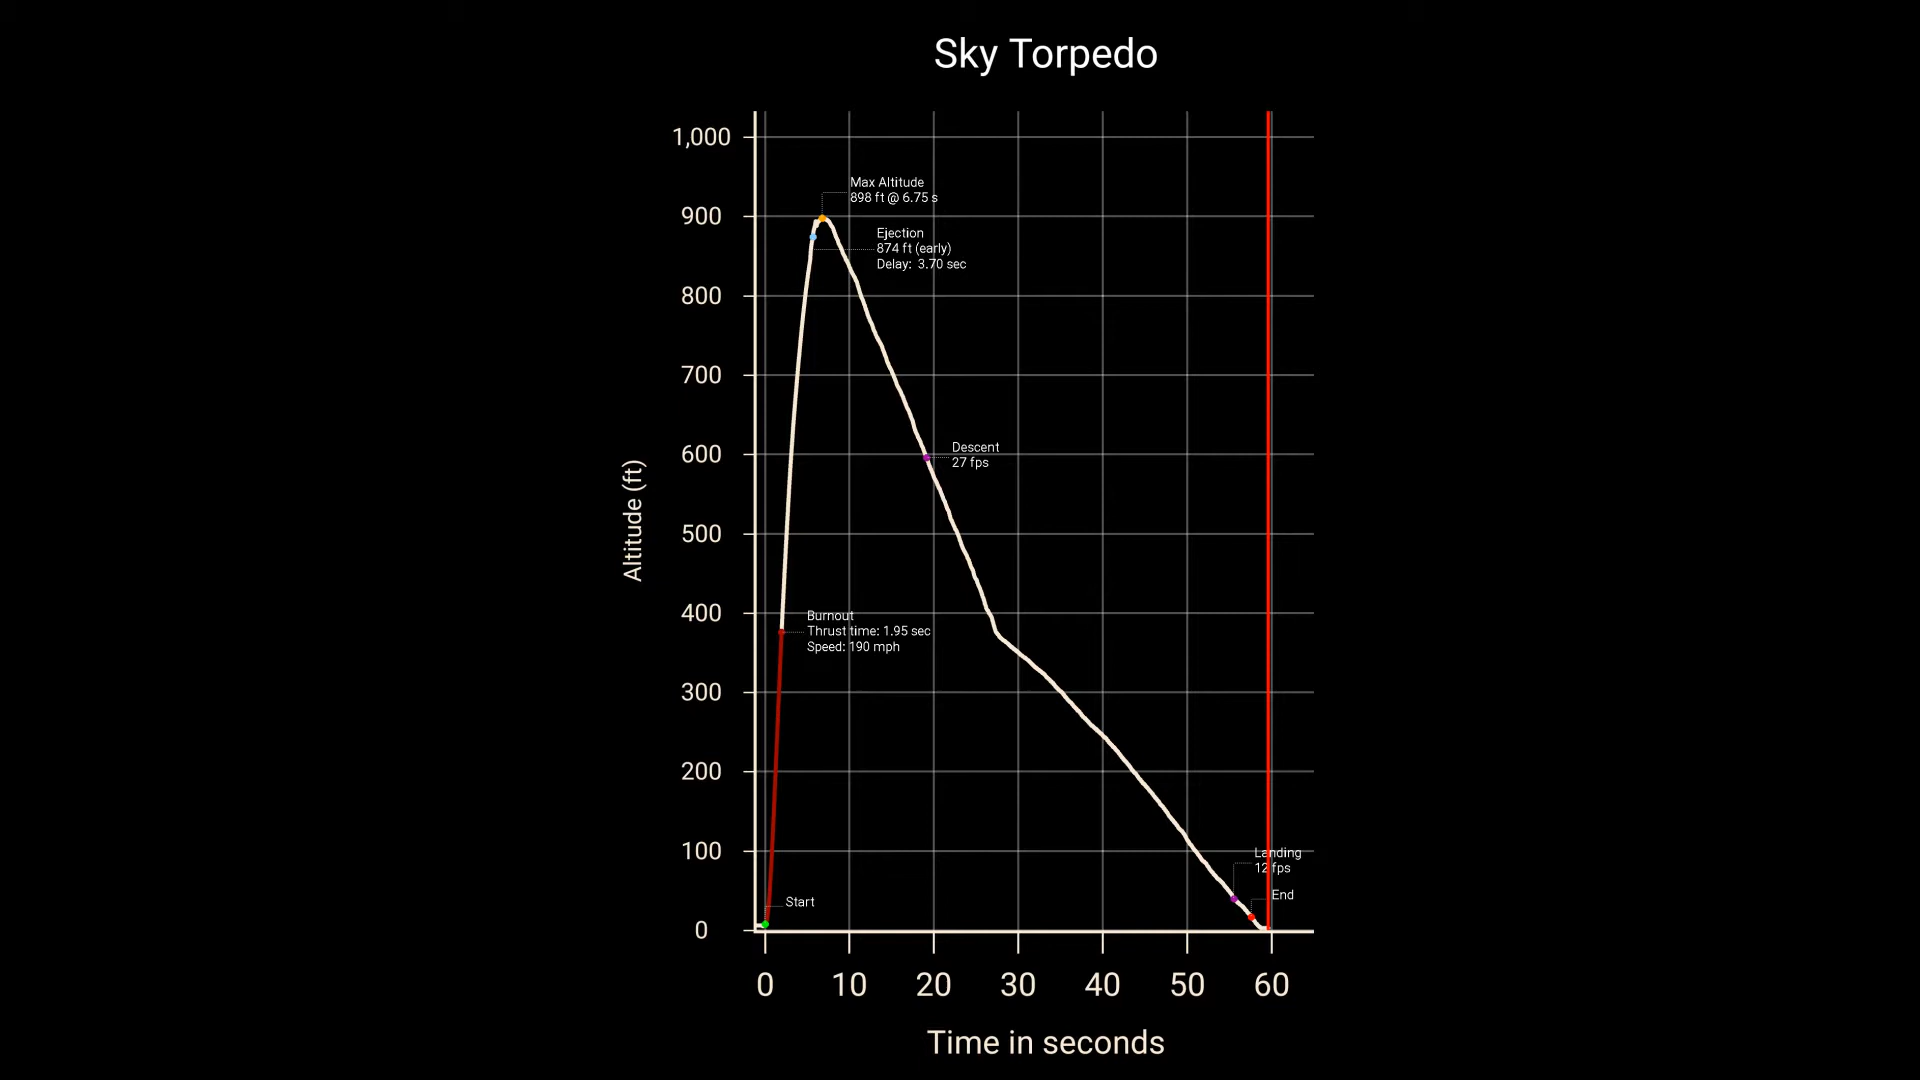 Sky Torpedo
1,000
900
800
700
600
500
400
300
200
100
0
Altitude (ft)
Max Altitude
898 ft @ 6.75 s
Ejection
874 ft (early)
Delay: 3.70 sec
Descent
27 fps
Burnout
Thrust time: 1.95 sec
Speed: 190 mph
Landing
12 fps
End
Start
0 10 20 30 40 50 60
Time in seconds